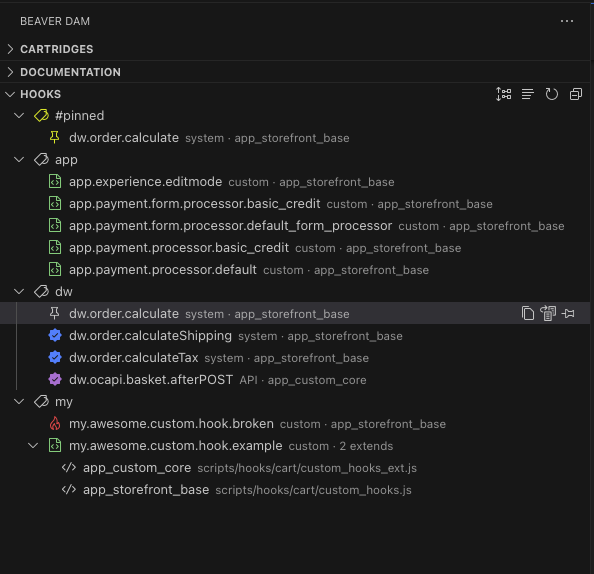 BEAVER DAM
CARTRIDGES
DOCUMENTATION
HOOKS
#pinned
dw.order.calculate system · app_storefront_base
app
app.experience.editmode custom · app_storefront_base
app.payment.form.processor.basic_credit custom · app_storefront_base
app.payment.form.processor.default_form_processor custom · app_storefront_base
app.payment.processor.basic_credit custom · app_storefront_base
app.payment.processor.default custom · app_storefront_base
dw
dw.order.calculate system · app_storefront_base
dw.order.calculateShipping system · app_storefront_base
dw.order.calculateTax system · app_storefront_base
dw.ocapi.basket.afterPOST API · app_custom_core
my
my.awesome.custom.hook.broken custom · app_storefront_base
my.awesome.custom.hook.example custom · 2 extends
app_custom_core scripts/hooks/cart/custom_hooks_ext.js
app_storefront_base scripts/hooks/cart/custom_hooks.js